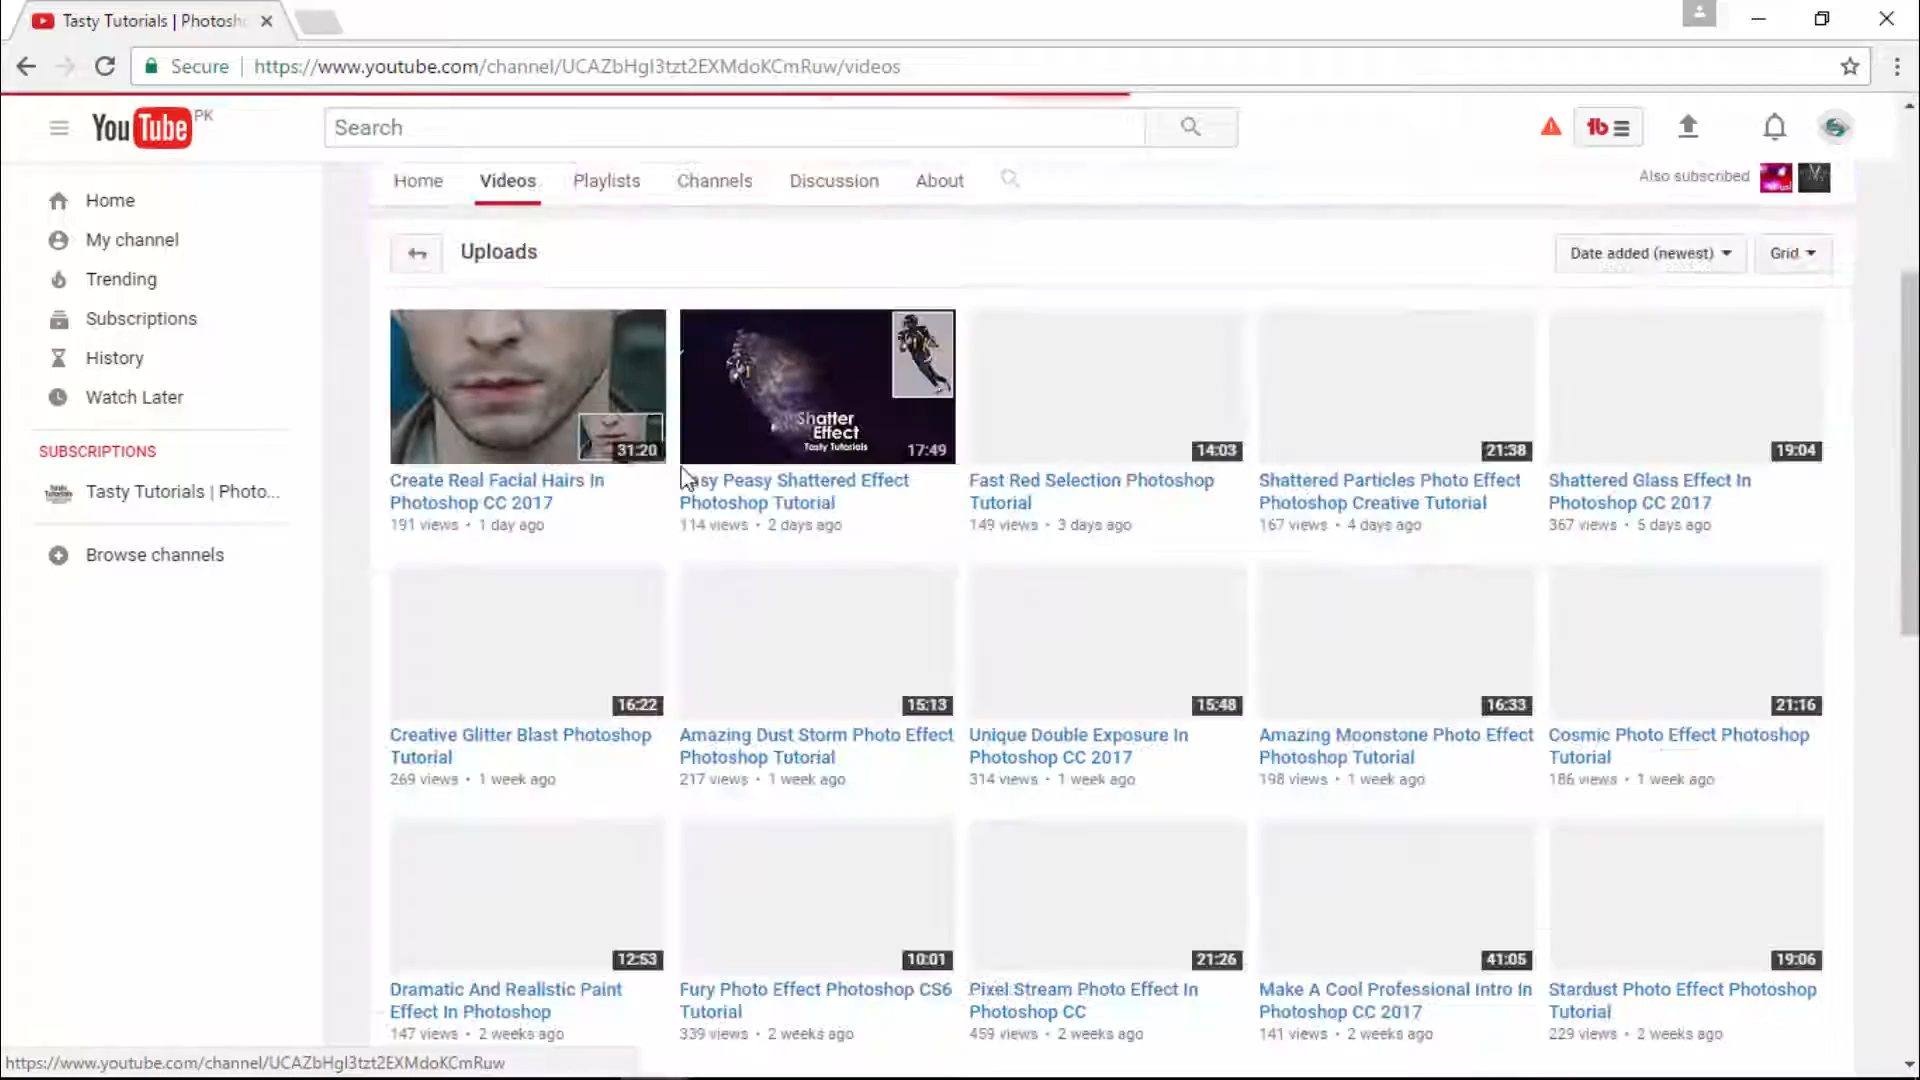 Tasty Tutorials | Photosh
Secure
https://www.youtube.com/channel/UCAZbHgI3tzt2EXMdoKCmRuw/videos
YouTube PK
Search
Home
Videos
Playlists
Channels
Discussion
About
Also subscribed
Home
My channel
Trending
Subscriptions
History
Watch Later
SUBSCRIPTIONS
Tasty Tutorials | Photo...
Browse channels
Uploads
Date added (newest)
Grid
Shatter
Effect
Tasty Tutorials
31:20
17:49
14:03
21:38
19:04
Create Real Facial Hairs In
Photoshop CC 2017
191 views • 1 day ago
sy Peasy Shattered Effect
Photoshop Tutorial
114 views • 2 days ago
Fast Red Selection Photoshop
Tutorial
149 views • 3 days ago
Shattered Particles Photo Effect
Photoshop Creative Tutorial
167 views • 4 days ago
Shattered Glass Effect In
Photoshop CC 2017
367 views • 5 days ago
16:22
15:13
15:48
16:33
21:16
Creative Glitter Blast Photoshop
Tutorial
269 views • 1 week ago
Amazing Dust Storm Photo Effect
Photoshop Tutorial
217 views • 1 week ago
Unique Double Exposure In
Photoshop CC 2017
314 views • 1 week ago
Amazing Moonstone Photo Effect
Photoshop Tutorial
198 views • 1 week ago
Cosmic Photo Effect Photoshop
Tutorial
186 views • 1 week ago
12:53
10:01
21:26
41:05
19:06
Dramatic And Realistic Paint
Effect In Photoshop
147 views • 2 weeks ago
Fury Photo Effect Photoshop CS6
Tutorial
339 views • 2 weeks ago
Pixel Stream Photo Effect In
Photoshop CC
459 views • 2 weeks ago
Make A Cool Professional Intro In
Photoshop CC 2017
141 views • 2 weeks ago
Stardust Photo Effect Photoshop
Tutorial
229 views • 2 weeks ago
https://www.youtube.com/channel/UCAZbHgI3tzt2EXMdoKCmRuw